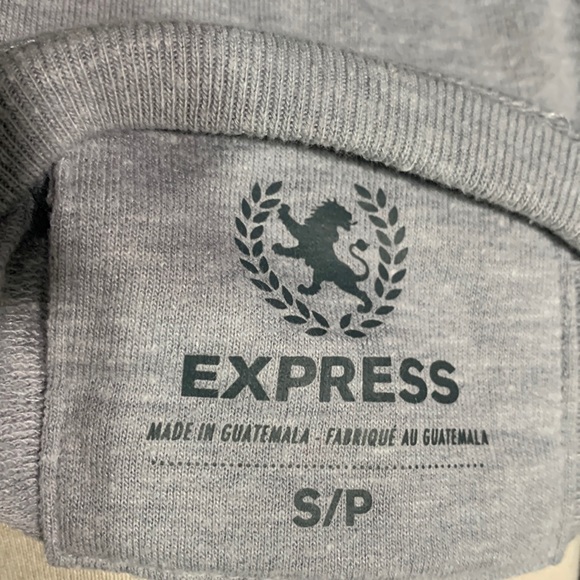 EXPRESS
MADE IN GUATEMALA - FABRIQUÉ AU GUATEMALA
S/P